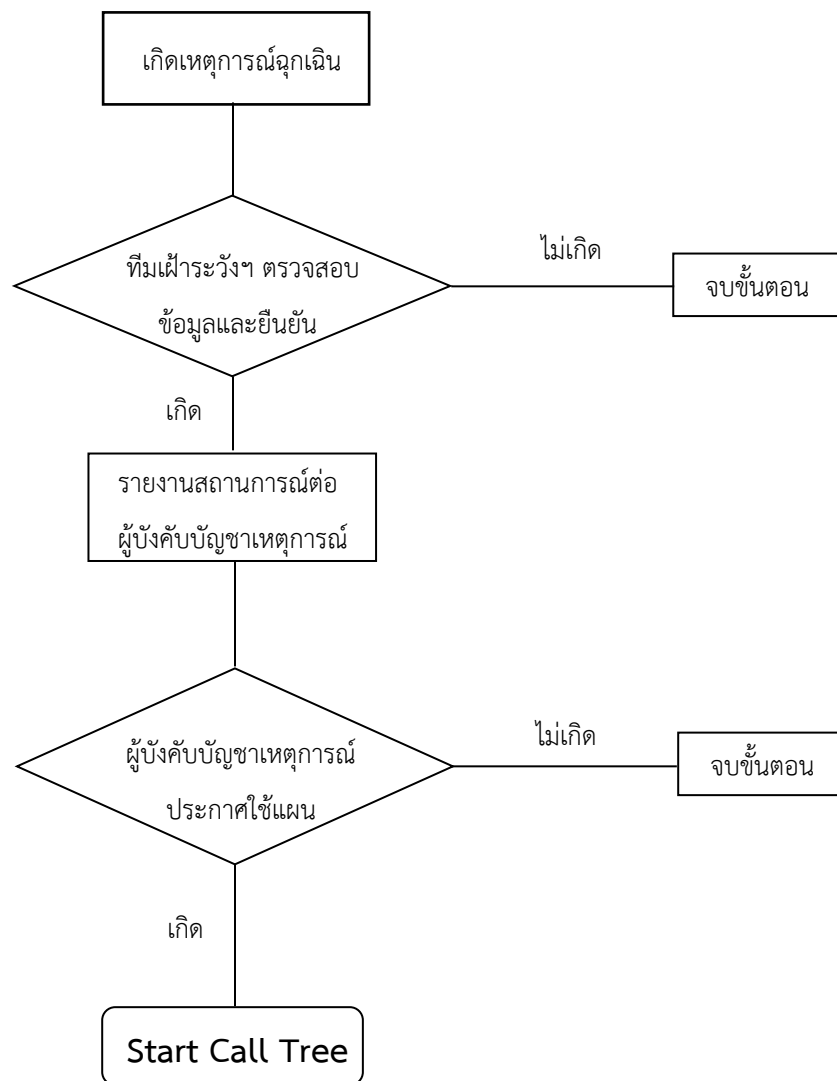 เกิดเหตุการณ์ฉุกเฉิน
ทีมเฝ้าระวังฯ ตรวจสอบ
ข้อมูลและยืนยัน
ไม่เกิด
จบขั้นตอน
เกิด
รายงานสถานการณ์ต่อ
ผู้บังคับบัญชาเหตุการณ์
ผู้บังคับบัญชาเหตุการณ์
ประกาศใช้แผน
ไม่เกิด
จบขั้นตอน
เกิด
Start Call Tree